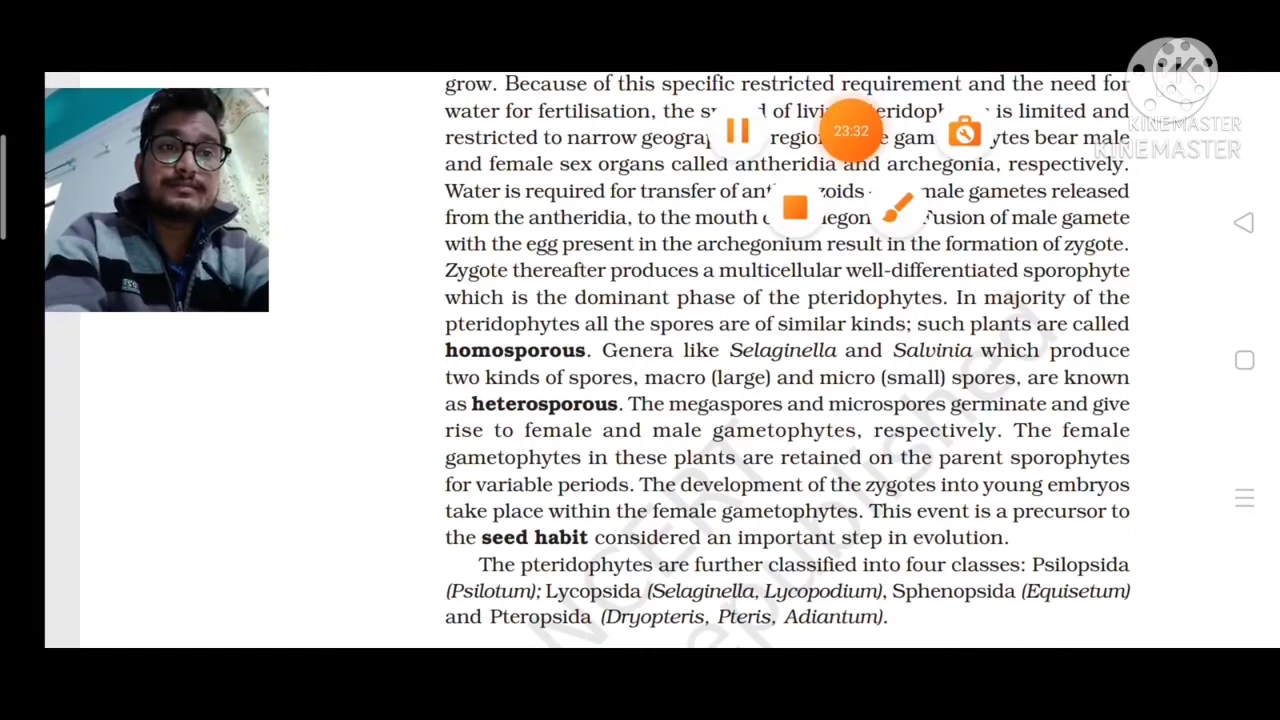 grow. Because of this specific restricted requirement and the need for
water for fertilisation, the of is limited and
restricted to narrow bear male
and female sex organs called antheridia and archegonia, respectively.
Water is required for transfer of male gametes released
from the antheridia, to the mouth Fusion of male gamete
with the egg present in the archegonium result in the formation of zygote.
Zygote thereafter produces a multicellular well-differentiated sporophyte
which is the dominant phase of the pteridophytes. In majority of the
pteridophytes all the spores are of similar kinds; such plants are called
homosporous. Genera like Selaginella and Salvinia which produce
two kinds of spores, macro (large) and micro (small) spores, are known
as heterosporous. The megaspores and microspores germinate and give
rise to female and male gametophytes, respectively. The female
gametophytes in these plants are retained on the parent sporophytes
for variable periods. The development of the zygotes into young embryos
take place within the female gametophytes. This event is a precursor to
the seed habit considered an important step in evolution.
The pteridophytes are further classified into four classes: Psilopsida
(Psilotum); Lycopsida (Selaginella, Lycopodium), Sphenopsida (Equisetum)
and Pteropsida (Dryopteris, Pteris, Adiantum).
23:32
KINEMASTER
KINEMASTER
NCERT
republished